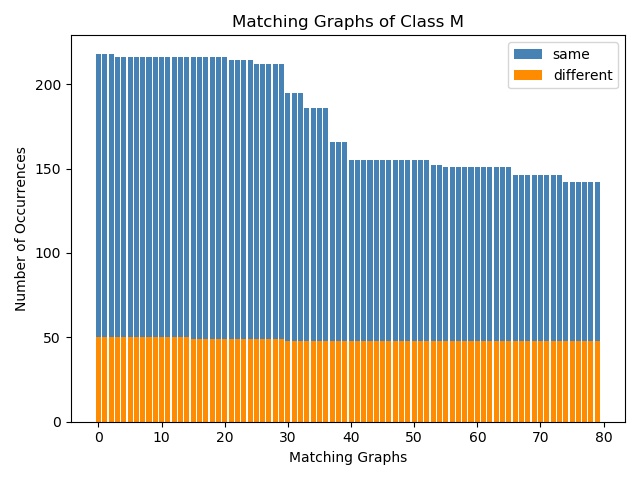 Matching Graphs of Class M
same
different
Number of Occurrences
200
150
100
50
0
0 10 20 30 40 50 60 70 80
Matching Graphs